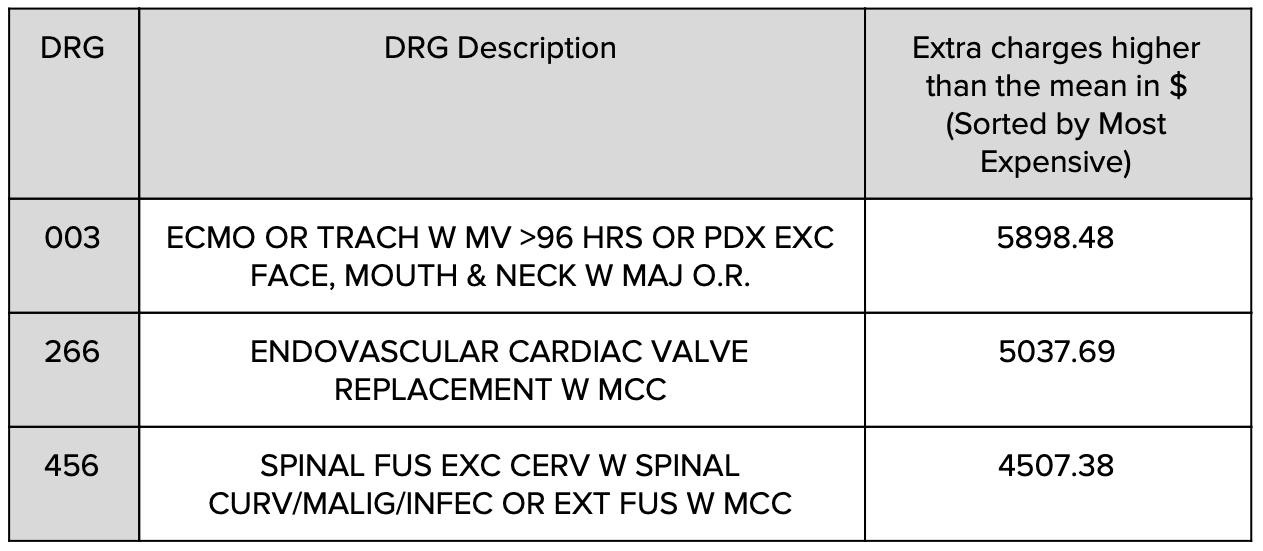 DRG
DRG Description
Extra charges higher
than the mean in $
(Sorted by Most
Expensive)
003
ECMO OR TRACH W MV >96 HRS OR PDX EXC
FACE, MOUTH & NECK W MAJ O.R.
5898.48
266
ENDOVASCULAR CARDIAC VALVE
REPLACEMENT W MCC
5037.69
456
SPINAL FUS EXC CERV W SPINAL
CURV/MALIG/INFEC OR EXT FUS W MCC
4507.38